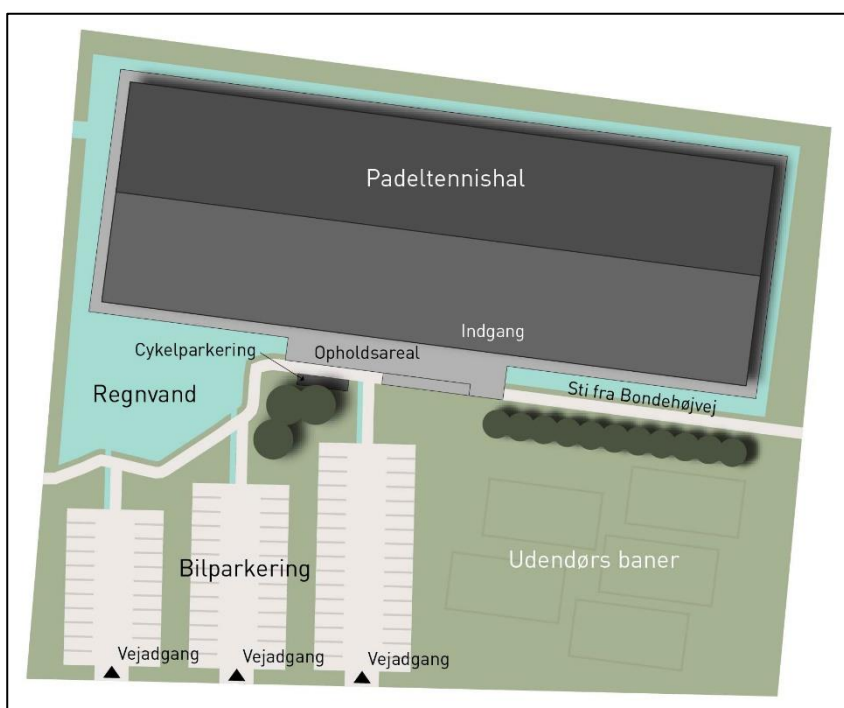 Padeltennishal
Indgang
Cykelparkering
Opholdsareal
Regnvand
Sti fra Bondehøjvej
Bilparkering
Udendørs baner
Vejadgang
Vejadgang
Vejadgang